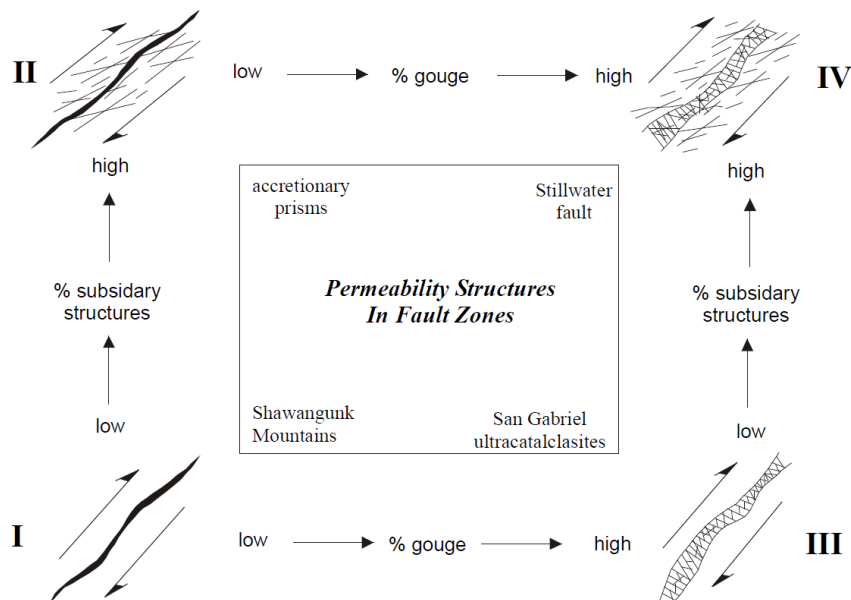 II
low
% gouge
high
IV
high
high
accretionary
prisms
Stillwater
fault
% subsidary
structures
Permeability Structures
In Fault Zones
% subsidary
structures
low
Shawangunk
Mountains
San Gabriel
ultracatalclasites
low
I
low
% gouge
high
III